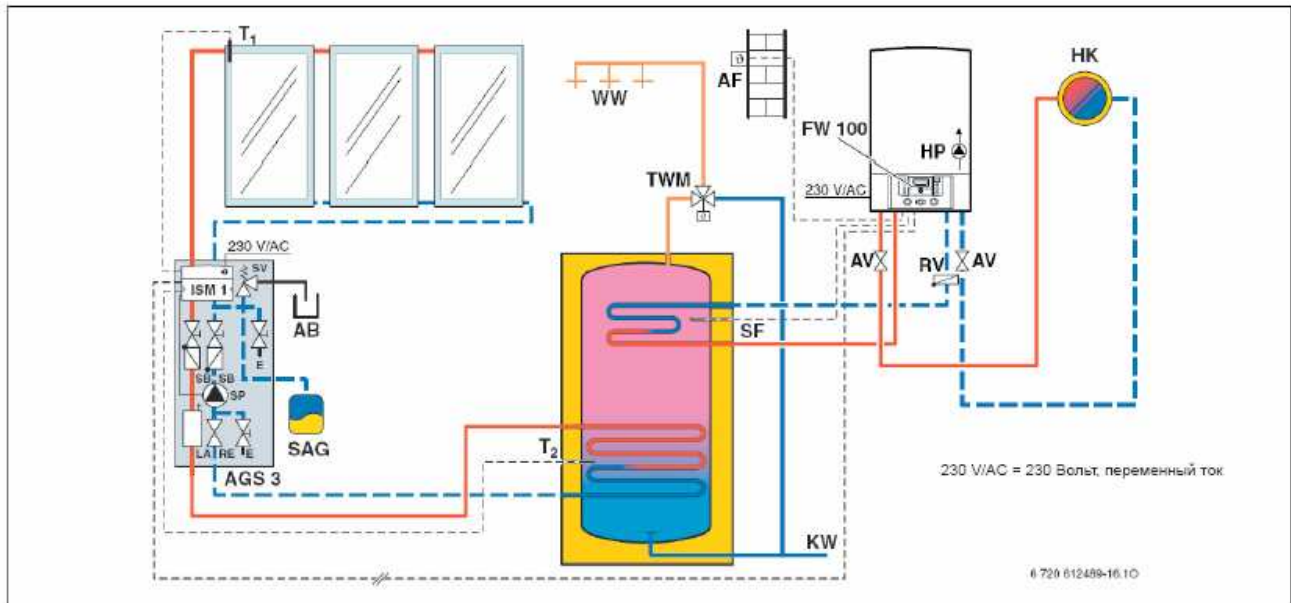 T1
HK
AF
WW
FW 100
HP
TWM
230 V/AC
230 V/AC
SV
ISM 1
AV
RV
AV
AB
SF
E
SB
SB
SP
t
SAG
T2
LA
RE
E
AGS 3
230 V/AC = 230 Вольт, переменный ток
KW
6 720 612489-16.1O